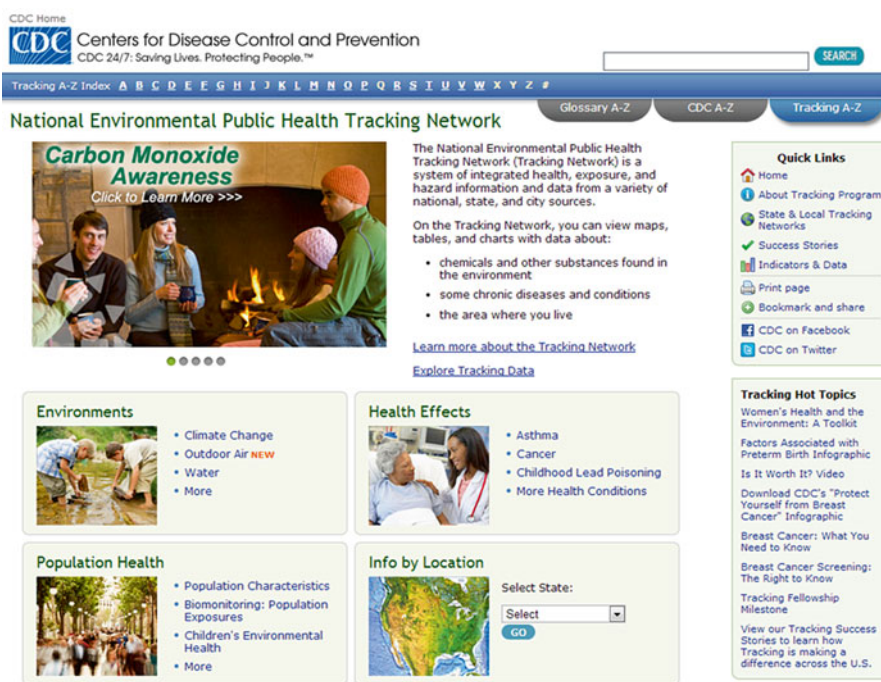 CDC Home
CDC
Centers for Disease Control and Prevention
CDC 24/7: Saving Lives. Protecting People.™
SEARCH
Tracking A-Z Index A B C D E F G H I J K L M N O P Q R S T U V W X Y Z #
Glossary A-Z
CDC A-Z
Tracking A-Z
National Environmental Public Health Tracking Network
Carbon Monoxide
Awareness
Click to Learn More >>>
The National Environmental Public Health
Tracking Network (Tracking Network) is a
system of integrated health, exposure, and
hazard information and data from a variety of
national, state, and city sources.
On the Tracking Network, you can view maps,
tables, and charts with data about:
• chemicals and other substances found in
the environment
• some chronic diseases and conditions
• the area where you live
Learn more about the Tracking Network
Explore Tracking Data
Quick Links
Home
About Tracking Program
State & Local Tracking
Networks
Success Stories
Indicators & Data
Print page
Bookmark and share
CDC on Facebook
CDC on Twitter
Environments
• Climate Change
• Outdoor Air NEW
• Water
• More
Health Effects
• Asthma
• Cancer
• Childhood Lead Poisoning
• More Health Conditions
Population Health
• Population Characteristics
• Biomonitoring: Population
Exposures
• Children's Environmental
Health
• More
Info by Location
Select State:
Select
GO
Tracking Hot Topics
Women's Health and the
Environment: A Toolkit
Factors Associated with
Preterm Birth Infographic
Is It Worth It? Video
Download CDC's "Protect
Yourself from Breast
Cancer" Infographic
Breast Cancer: What You
Need to Know
Breast Cancer Screening:
The Right to Know
Tracking Fellowship
Milestone
View our Tracking Success
Stories to learn how
Tracking is making a
difference across the U.S.